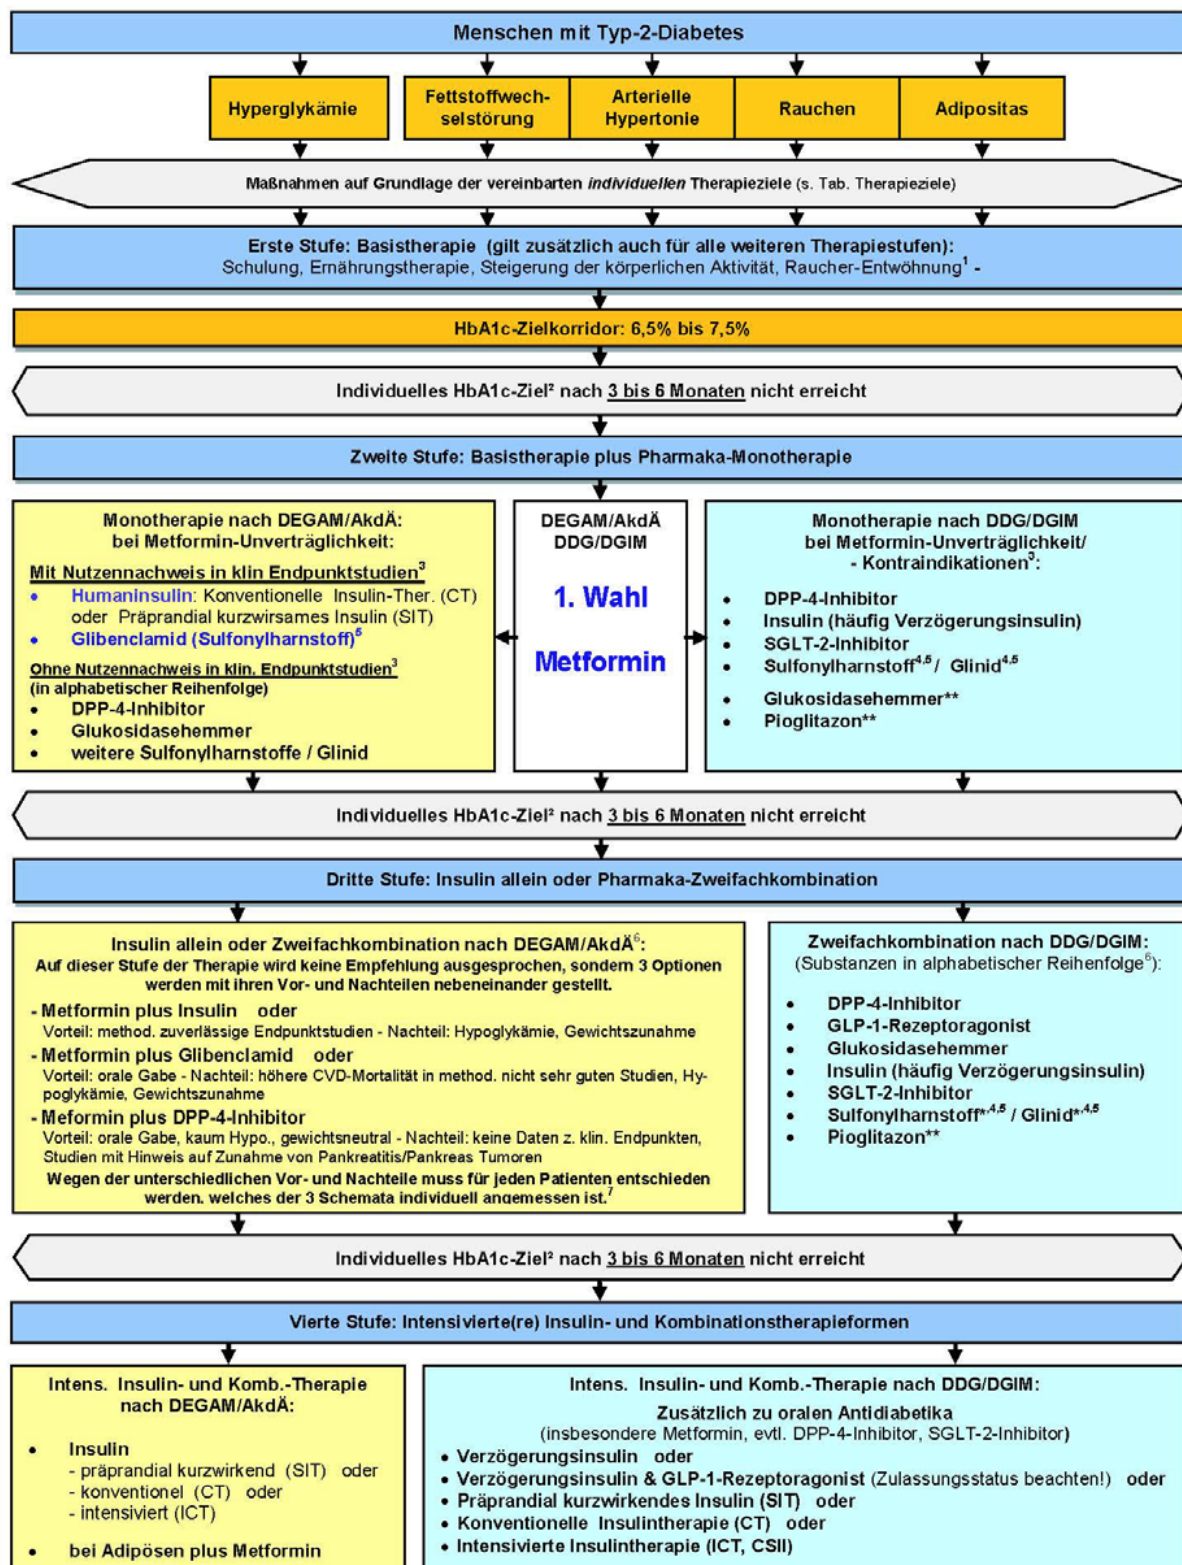 Menschen mit Typ-2-Diabetes
Hyperglykämie
Fettstoffwech-
selstörung
Arterielle
Hypertonie
Rauchen
Adipositas
Maßnahmen auf Grundlage der vereinbarten individuellen Therapieziele (s. Tab. Therapieziele)
Erste Stufe: Basistherapie (gilt zusätzlich auch für alle weiteren Therapiestufen):
Schulung, Ernährungstherapie, Steigerung der körperlichen Aktivität, Raucher-Entwöhnung¹ -
HbA1c-Zielkorridor: 6,5% bis 7,5%
Individuelles HbA1c-Ziel² nach 3 bis 6 Monaten nicht erreicht
Zweite Stufe: Basistherapie plus Pharmaka-Monotherapie
Monotherapie nach DEGAM/AkdÄ:
bei Metformin-Unverträglichkeit:
Mit Nutzennachweis in klin Endpunktstudien³
• Humaninsulin: Konventionelle Insulin-Ther. (CT)
oder Präprandial kurzwirsames Insulin (SIT)
• Glibenclamid (Sulfonylharnstoff)⁵
Ohne Nutzennachweis in klin. Endpunktstudien³
(in alphabetischer Reihenfolge)
• DPP-4-Inhibitor
• Glukosidasehemmer
• weitere Sulfonylharnstoffe / Glinid
DEGAM/AkdÄ
DDG/DGIM
1. Wahl
Metformin
Monotherapie nach DDG/DGIM
bei Metformin-Unverträglichkeit/
- Kontraindikationen³:
• DPP-4-Inhibitor
• Insulin (häufig Verzögerungsinsulin)
• SGLT-2-Inhibitor
• Sulfonylharnstoff⁴,⁵ / Glinid⁴,⁵
• Glukosidasehemmer**
• Pioglitazon**
Individuelles HbA1c-Ziel² nach 3 bis 6 Monaten nicht erreicht
Dritte Stufe: Insulin allein oder Pharmaka-Zweifachkombination
Insulin allein oder Zweifachkombination nach DEGAM/AkdÄ⁶:
Auf dieser Stufe der Therapie wird keine Empfehlung ausgesprochen, sondern 3 Optionen
werden mit ihren Vor- und Nachteilen nebeneinander gestellt.
- Metformin plus Insulin oder
Vorteil: method. zuverlässige Endpunktstudien - Nachteil: Hypoglykämie, Gewichtszunahme
- Metformin plus Glibenclamid oder
Vorteil: orale Gabe - Nachteil: höhere CVD-Mortalität in method. nicht sehr guten Studien, Hy-
poglykämie, Gewichtszunahme
- Meformin plus DPP-4-Inhibitor
Vorteil: orale Gabe, kaum Hypo., gewichtsneutral - Nachteil: keine Daten z. klin. Endpunkten,
Studien mit Hinweis auf Zunahme von Pankreatitis/Pankreas Tumoren
Wegen der unterschiedlichen Vor- und Nachteile muss für jeden Patienten entschieden
werden, welches der 3 Schemata individuell angemessen ist.⁷
Zweifachkombination nach DDG/DGIM:
(Substanzen in alphabetischer Reihenfolge⁶):
• DPP-4-Inhibitor
• GLP-1-Rezeptoragonist
• Glukosidasehemmer
• Insulin (häufig Verzögerungsinsulin)
• SGLT-2-Inhibitor
• Sulfonylharnstoff*,⁴,⁵ / Glinid*,⁴,⁵
• Pioglitazon**
Individuelles HbA1c-Ziel² nach 3 bis 6 Monaten nicht erreicht
Vierte Stufe: Intensivierte(re) Insulin- und Kombinationstherapieformen
Intens. Insulin- und Komb.-Therapie
nach DEGAM/AkdÄ:
• Insulin
- präprandial kurzwirkend (SIT) oder
- konventionel (CT) oder
- intensiviert (ICT)
• bei Adipösen plus Metformin
Intens. Insulin- und Komb.-Therapie nach DDG/DGIM:
Zusätzlich zu oralen Antidiabetika
(insbesondere Metformin, evtl. DPP-4-Inhibitor, SGLT-2-Inhibitor)
• Verzögerungsinsulin oder
• Verzögerungsinsulin & GLP-1-Rezeptoragonist (Zulassungsstatus beachten!) oder
• Präprandial kurzwirkendes Insulin (SIT) oder
• Konventionelle Insulintherapie (CT) oder
• Intensivierte Insulintherapie (ICT, CSII)